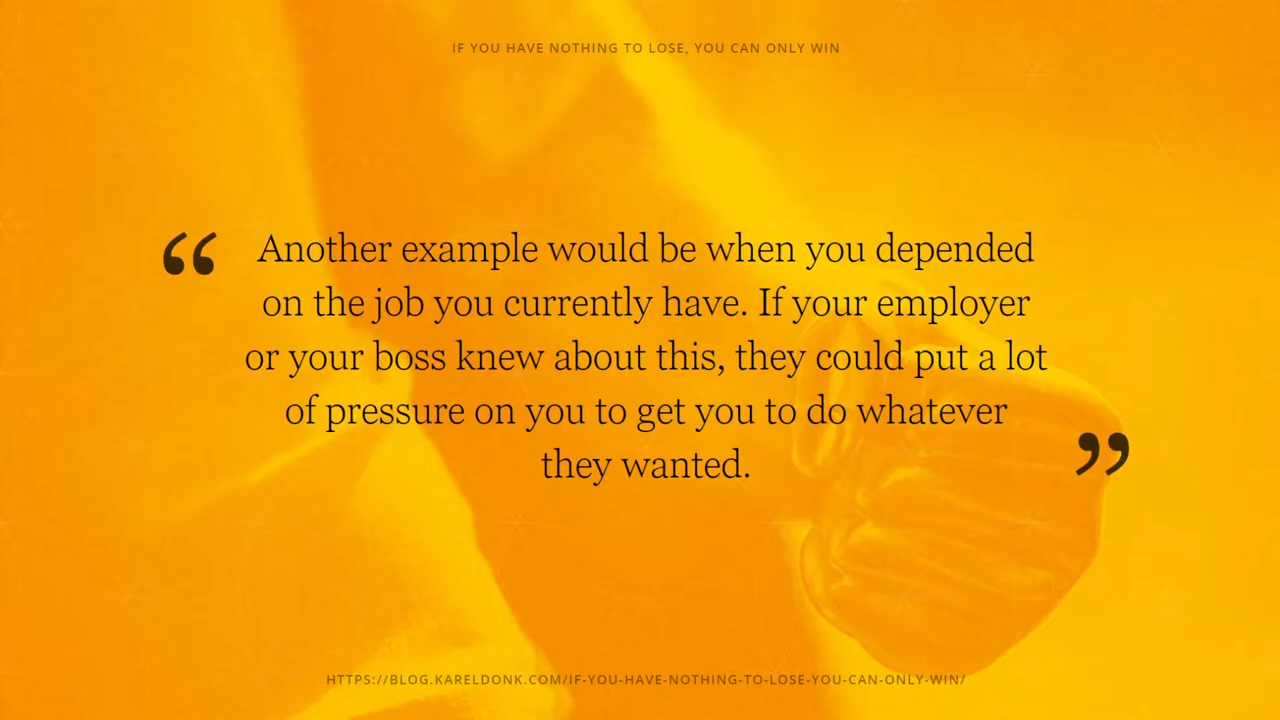 IF YOU HAVE NOTHING TO LOSE, YOU CAN ONLY WIN
“ Another example would be when you depended
on the job you currently have. If your employer
or your boss knew about this, they could put a lot
of pressure on you to get you to do whatever
they wanted. ”
HTTPS://BLOG.KARELDONK.COM/IF-YOU-HAVE-NOTHING-TO-LOSE-YOU-CAN-ONLY-WIN/